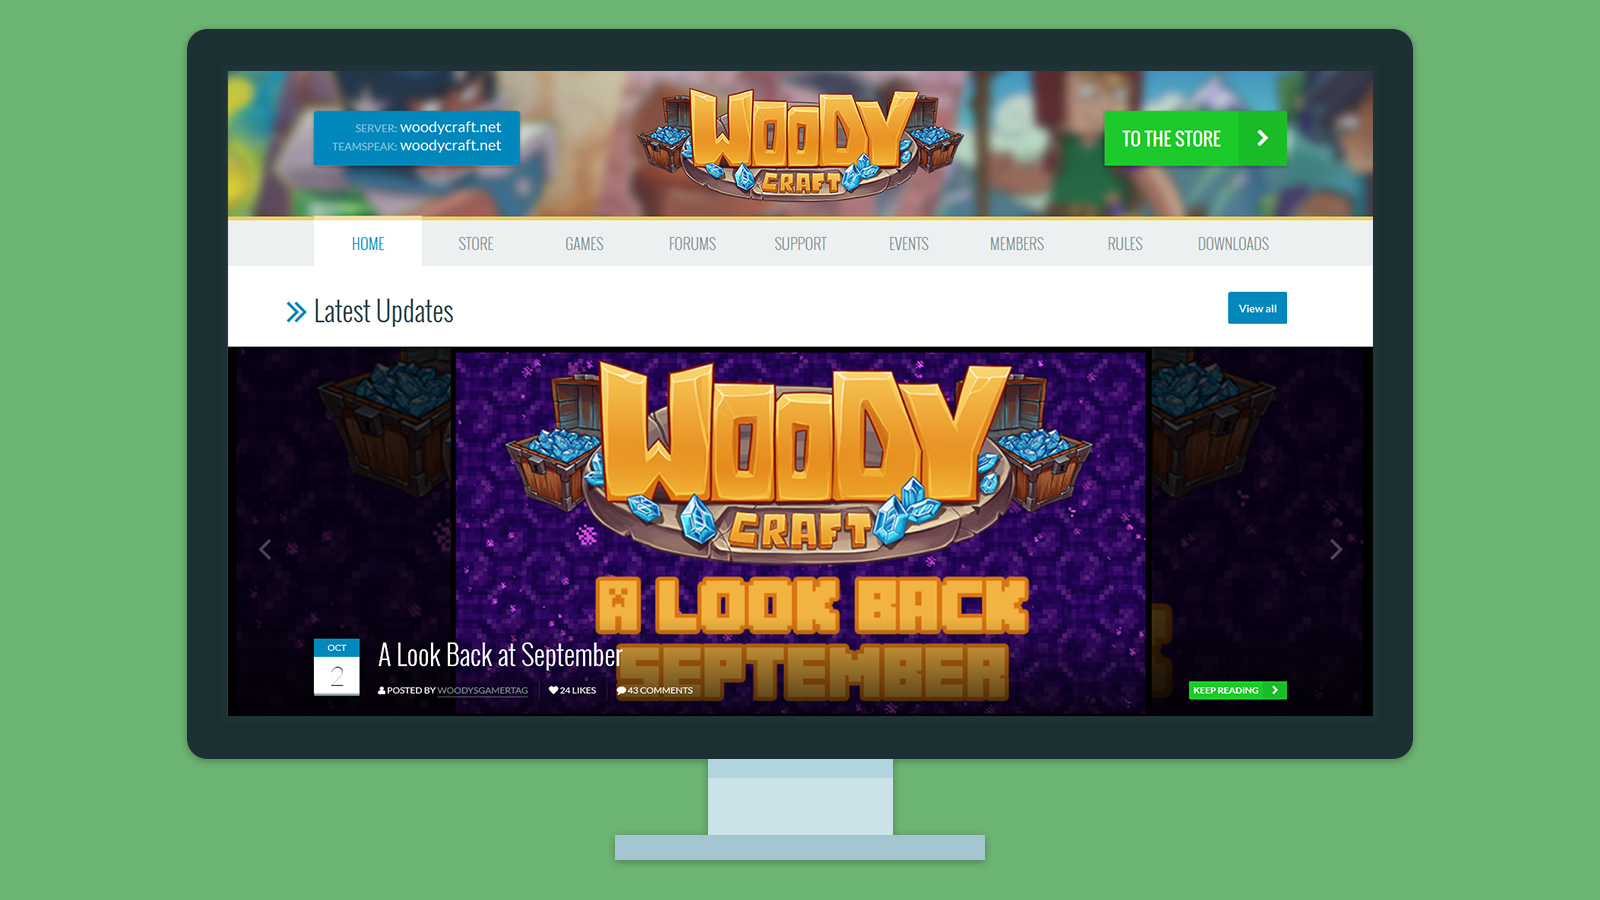 SERVER: woodycraft.net
TEAMSPEAK: woodycraft.net
WOODY
CRAFT
TO THE STORE
HOME STORE GAMES FORUMS SUPPORT EVENTS MEMBERS RULES DOWNLOADS
Latest Updates
View all
WOODY
CRAFT
A LOOK BACK
SEPTEMBER
OCT
2
A Look Back at September
POSTED BY WOODYSGAMERTAG 24 LIKES 43 COMMENTS
KEEP READING